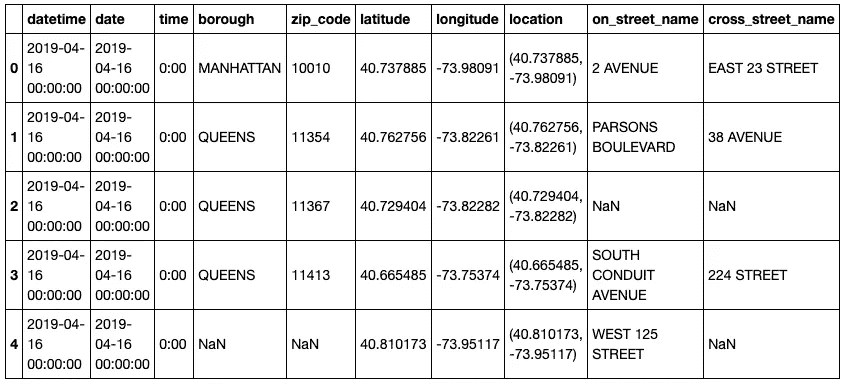 datetime date time borough zip_code latitude longitude location on_street_name cross_street_name
0 2019-04-16 00:00:00 2019-04-16 00:00:00 0:00 MANHATTAN 10010 40.737885 -73.98091 (40.737885, -73.98091) 2 AVENUE EAST 23 STREET
1 2019-04-16 00:00:00 2019-04-16 00:00:00 0:00 QUEENS 11354 40.762756 -73.82261 (40.762756, -73.82261) PARSONS BOULEVARD 38 AVENUE
2 2019-04-16 00:00:00 2019-04-16 00:00:00 0:00 QUEENS 11367 40.729404 -73.82282 (40.729404, -73.82282) NaN NaN
3 2019-04-16 00:00:00 2019-04-16 00:00:00 0:00 QUEENS 11413 40.665485 -73.75374 (40.665485, -73.75374) SOUTH CONDUIT AVENUE 224 STREET
4 2019-04-16 00:00:00 2019-04-16 00:00:00 0:00 NaN NaN 40.810173 -73.95117 (40.810173, -73.95117) WEST 125 STREET NaN